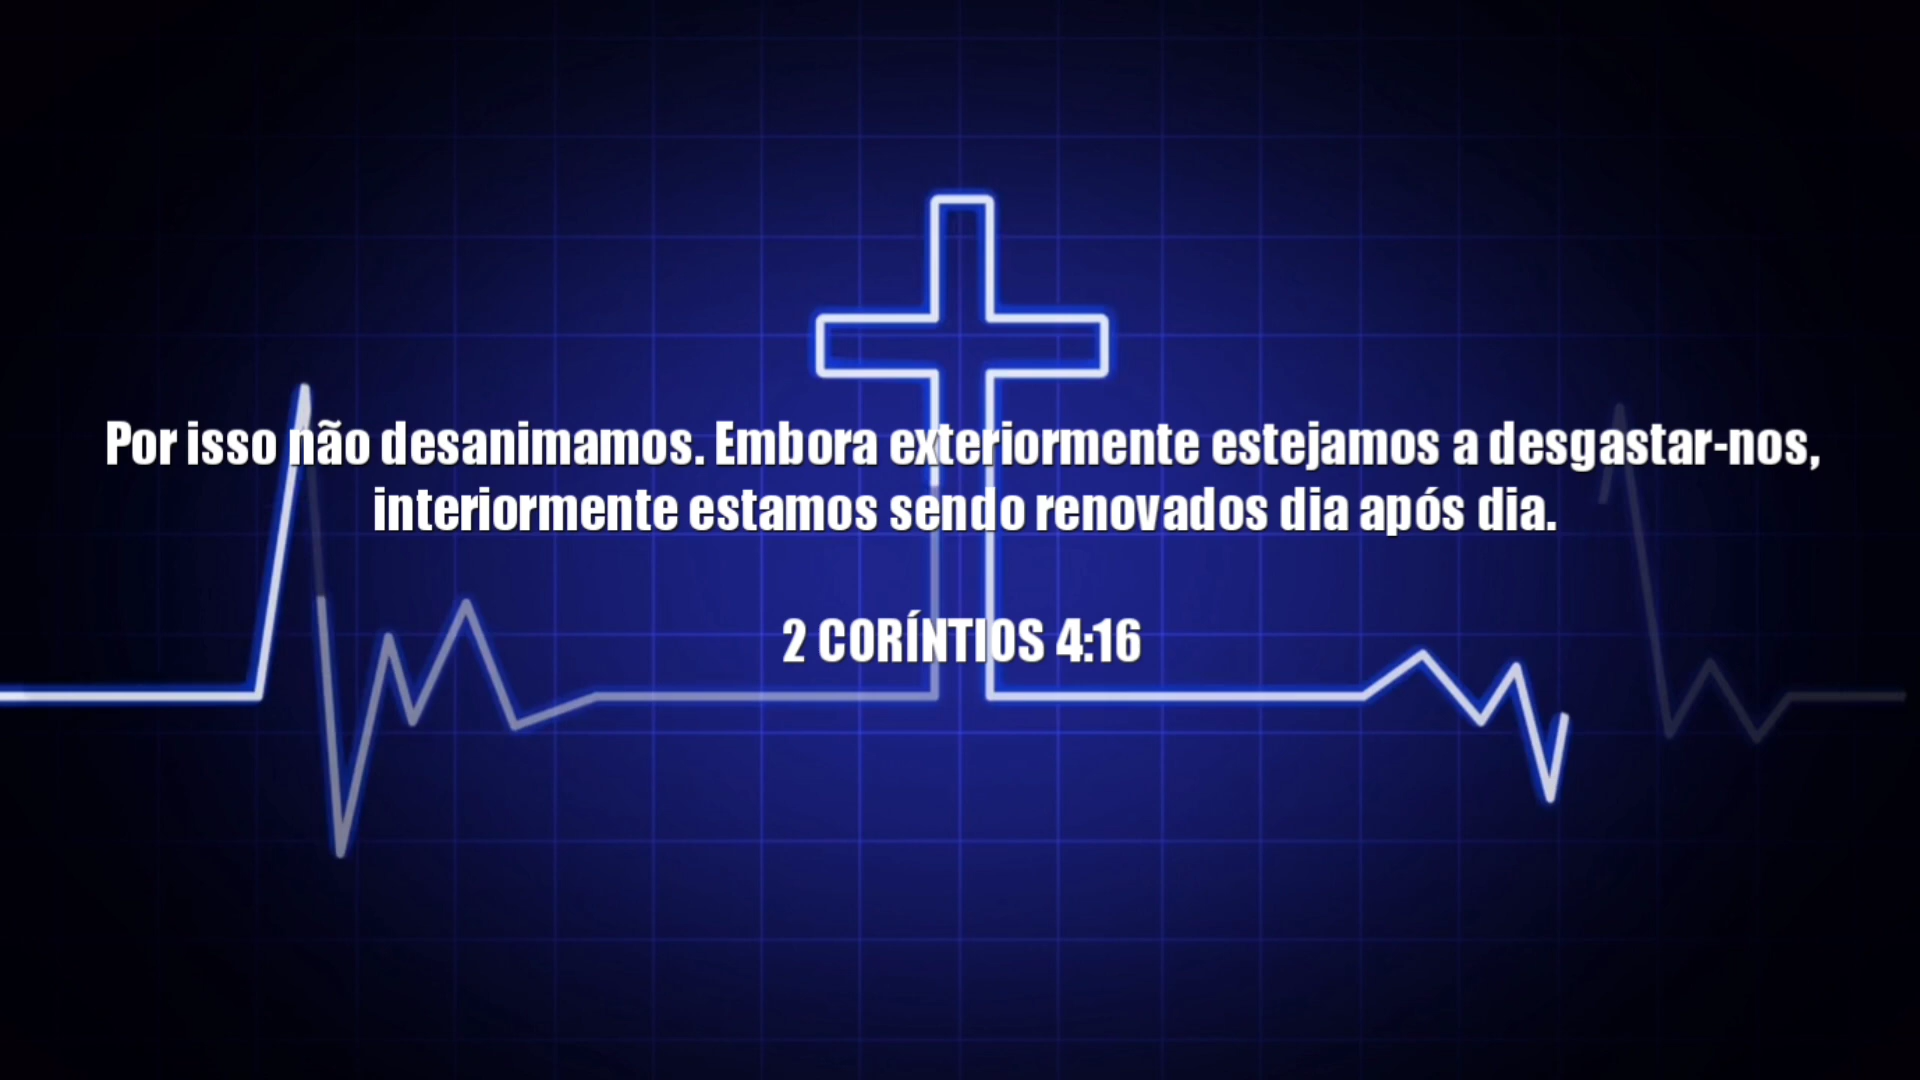 Por isso não desanimamos. Embora exteriormente estejamos a desgastar-nos,
interiormente estamos sendo renovados dia após dia.
2 CORÍNTIOS 4:16